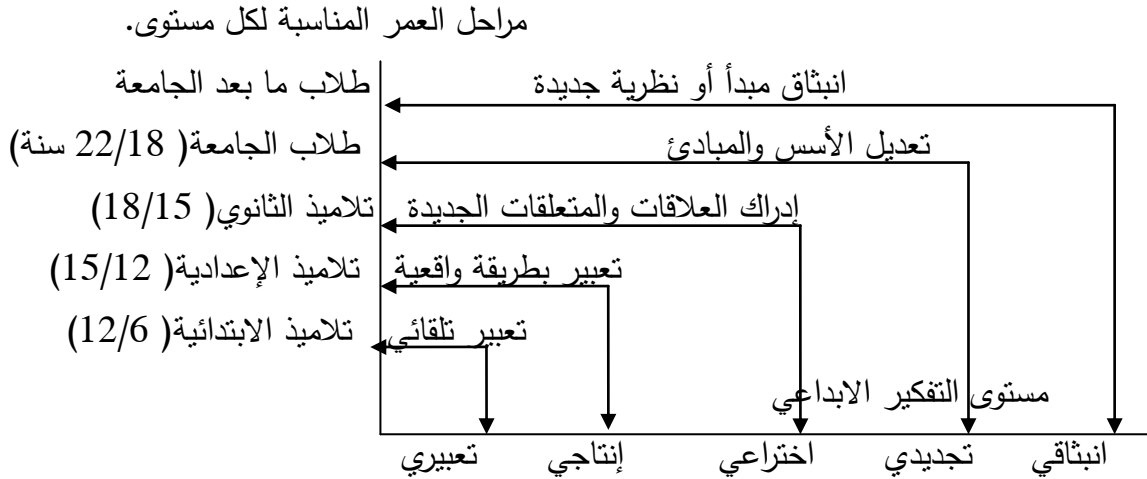 مراحل العمر المناسبة لكل مستوى.
انبثاق مبدأ أو نظرية جديدة طلاب ما بعد الجامعة
تعديل الأسس والمبادئ طلاب الجامعة( 22/18 سنة)
إدراك العلاقات والمتعلقات الجديدة تلاميذ الثانوي( 18/15)
تعبير بطريقة واقعية تلاميذ الإعدادية( 15/12)
تعبير تلقائي تلاميذ الابتدائية( 12/6)
مستوى التفكير الابداعي
انبثاقي تجديدي اختراعي إنتاجي تعبيري